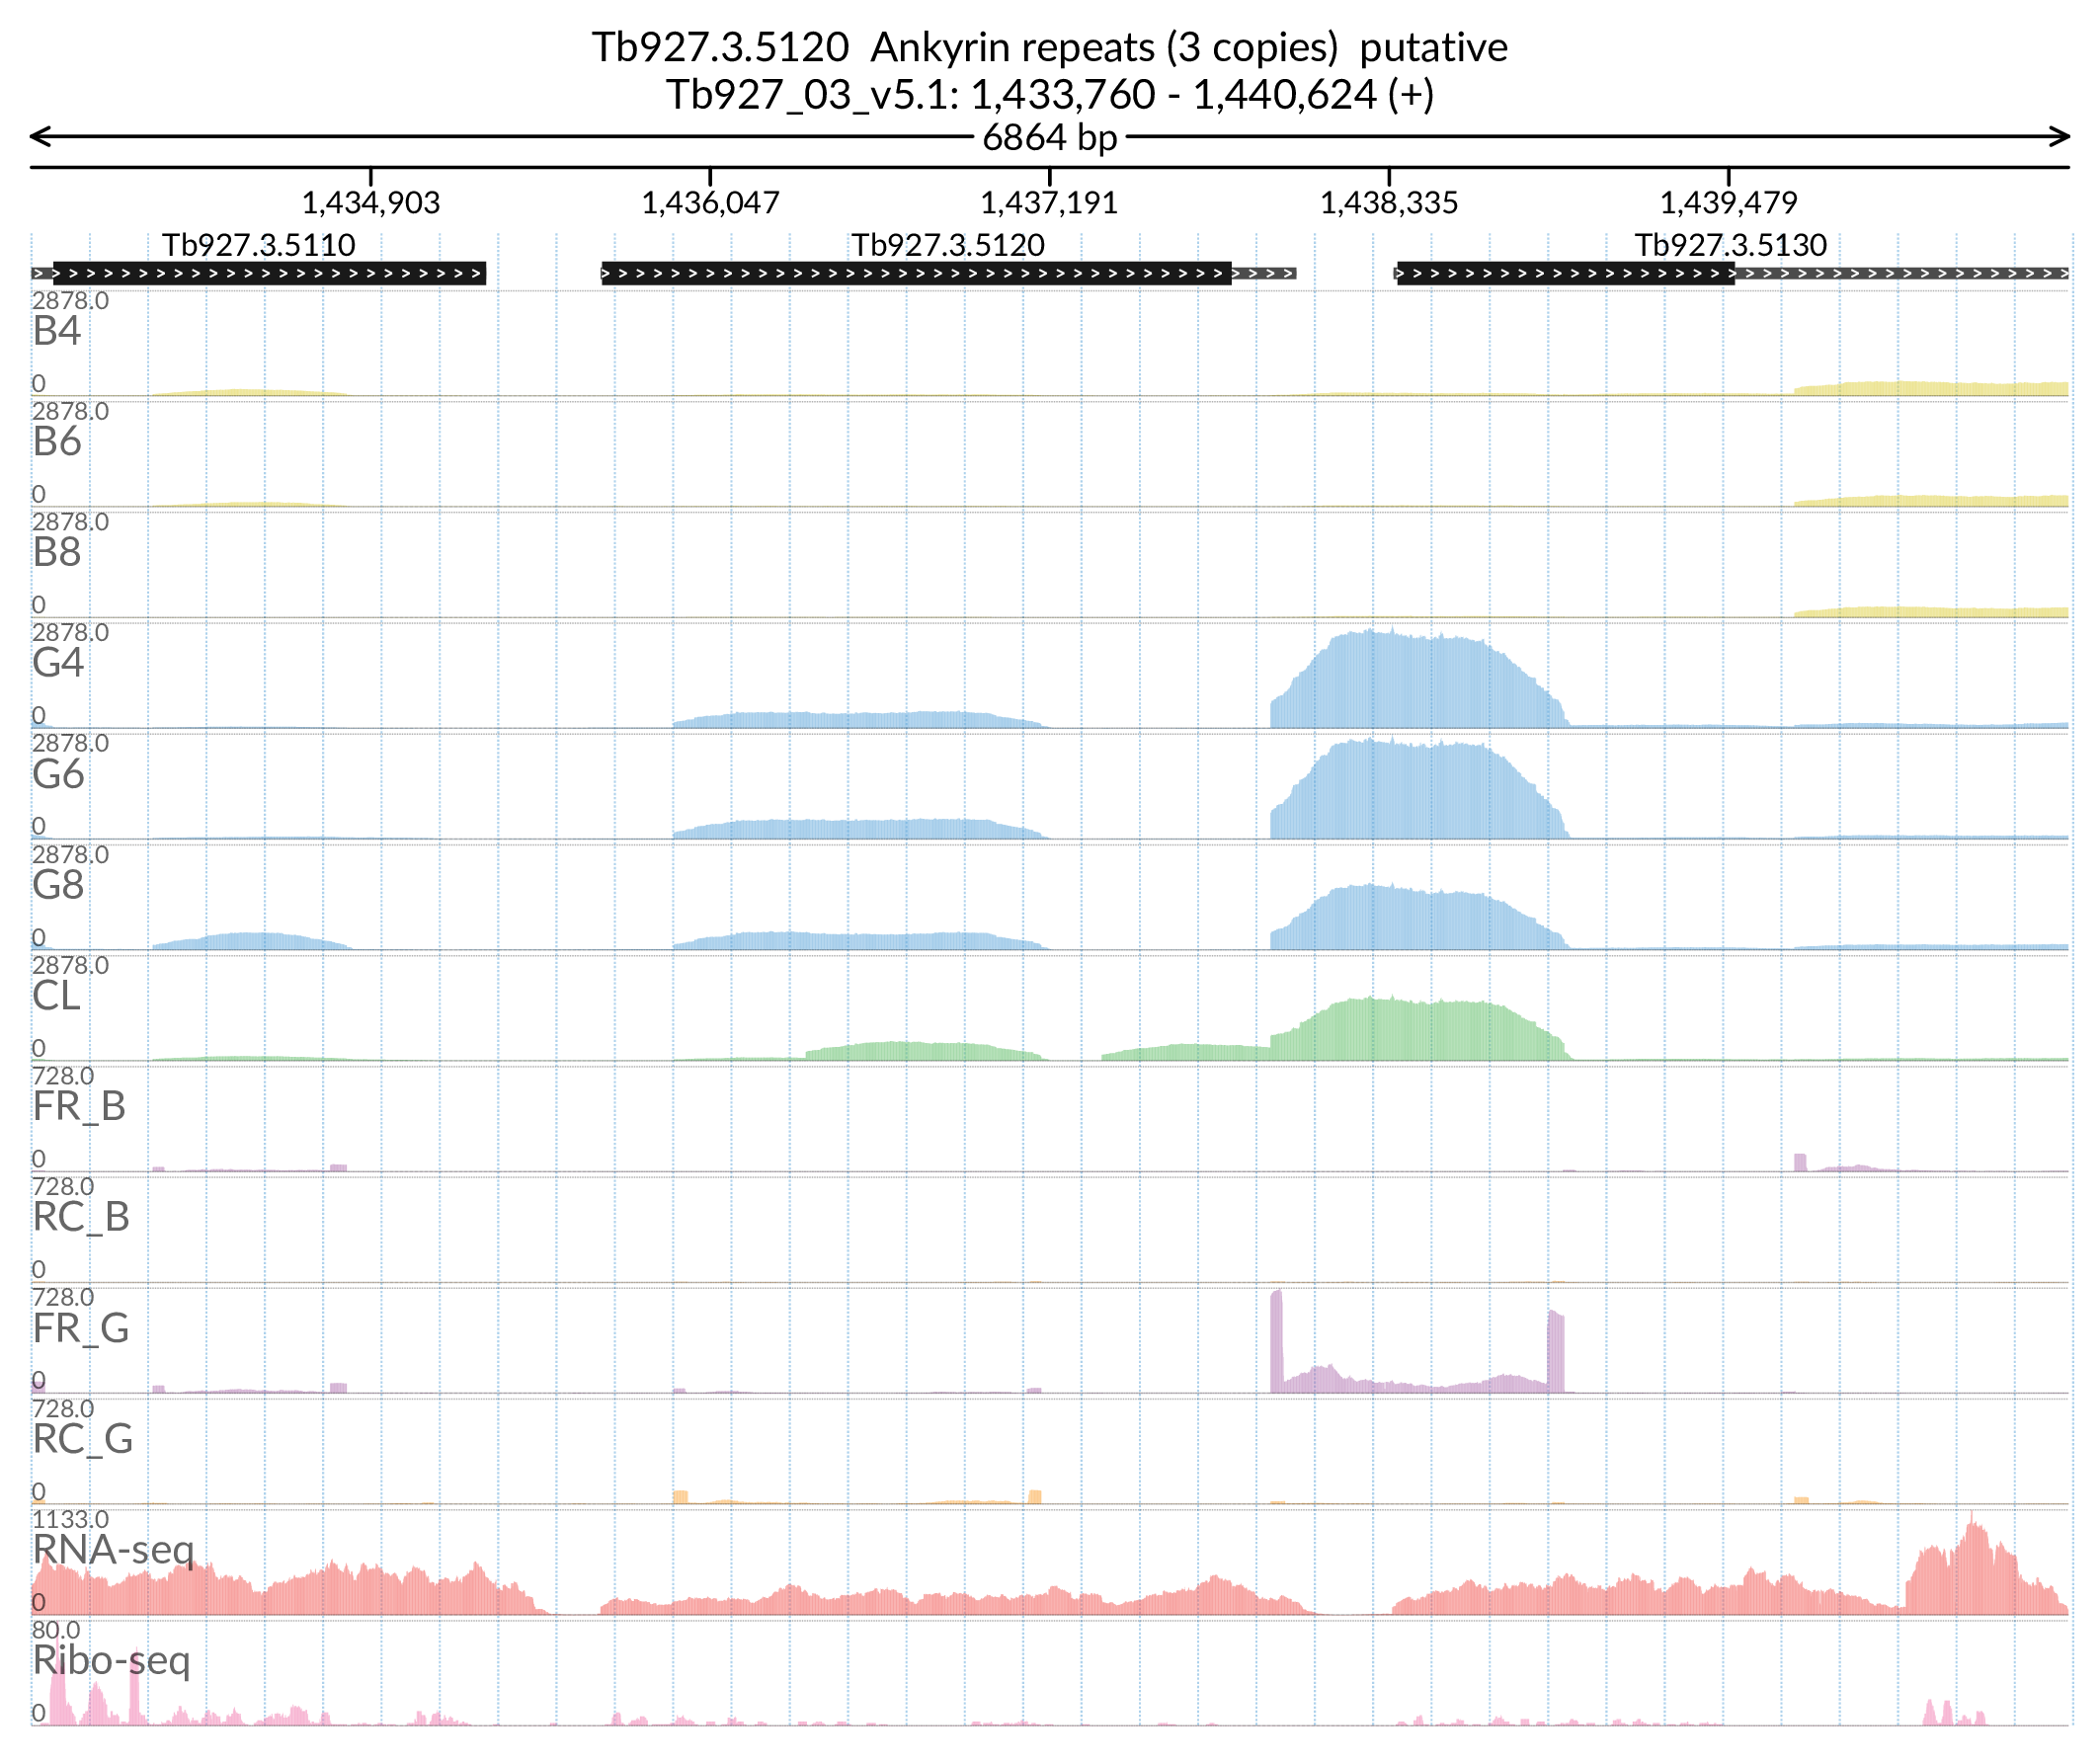 Tb927.3.5120 Ankyrin repeats (3 copies) putative
Tb927_03_v5.1: 1,433,760 - 1,440,624 (+)
6864 bp
1,434,903 1,436,047 1,437,191 1,438,335 1,439,479
Tb927.3.5110 Tb927.3.5120 Tb927.3.5130
2878.0
B4
0
2878.0
B6
0
2878.0
B8
0
2878.0
G4
0
2878.0
G6
0
2878.0
G8
0
2878.0
CL
0
728.0
FR_B
0
728.0
RC_B
0
728.0
FR_G
0
728.0
RC_G
0
1133.0
RNA-seq
0
80.0
Ribo-seq
0